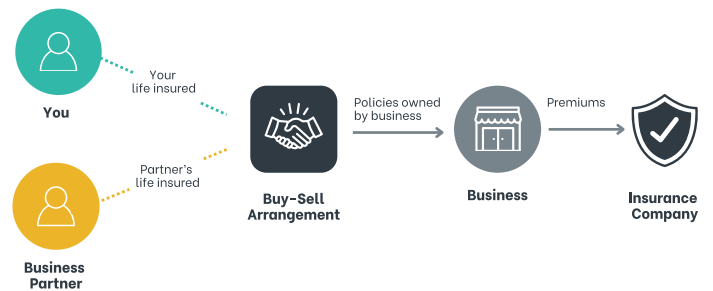 You
Your
life insured
Partner's
life insured
Business
Partner
Buy-Sell
Arrangement
Policies owned
by business
Business
Premiums
Insurance
Company